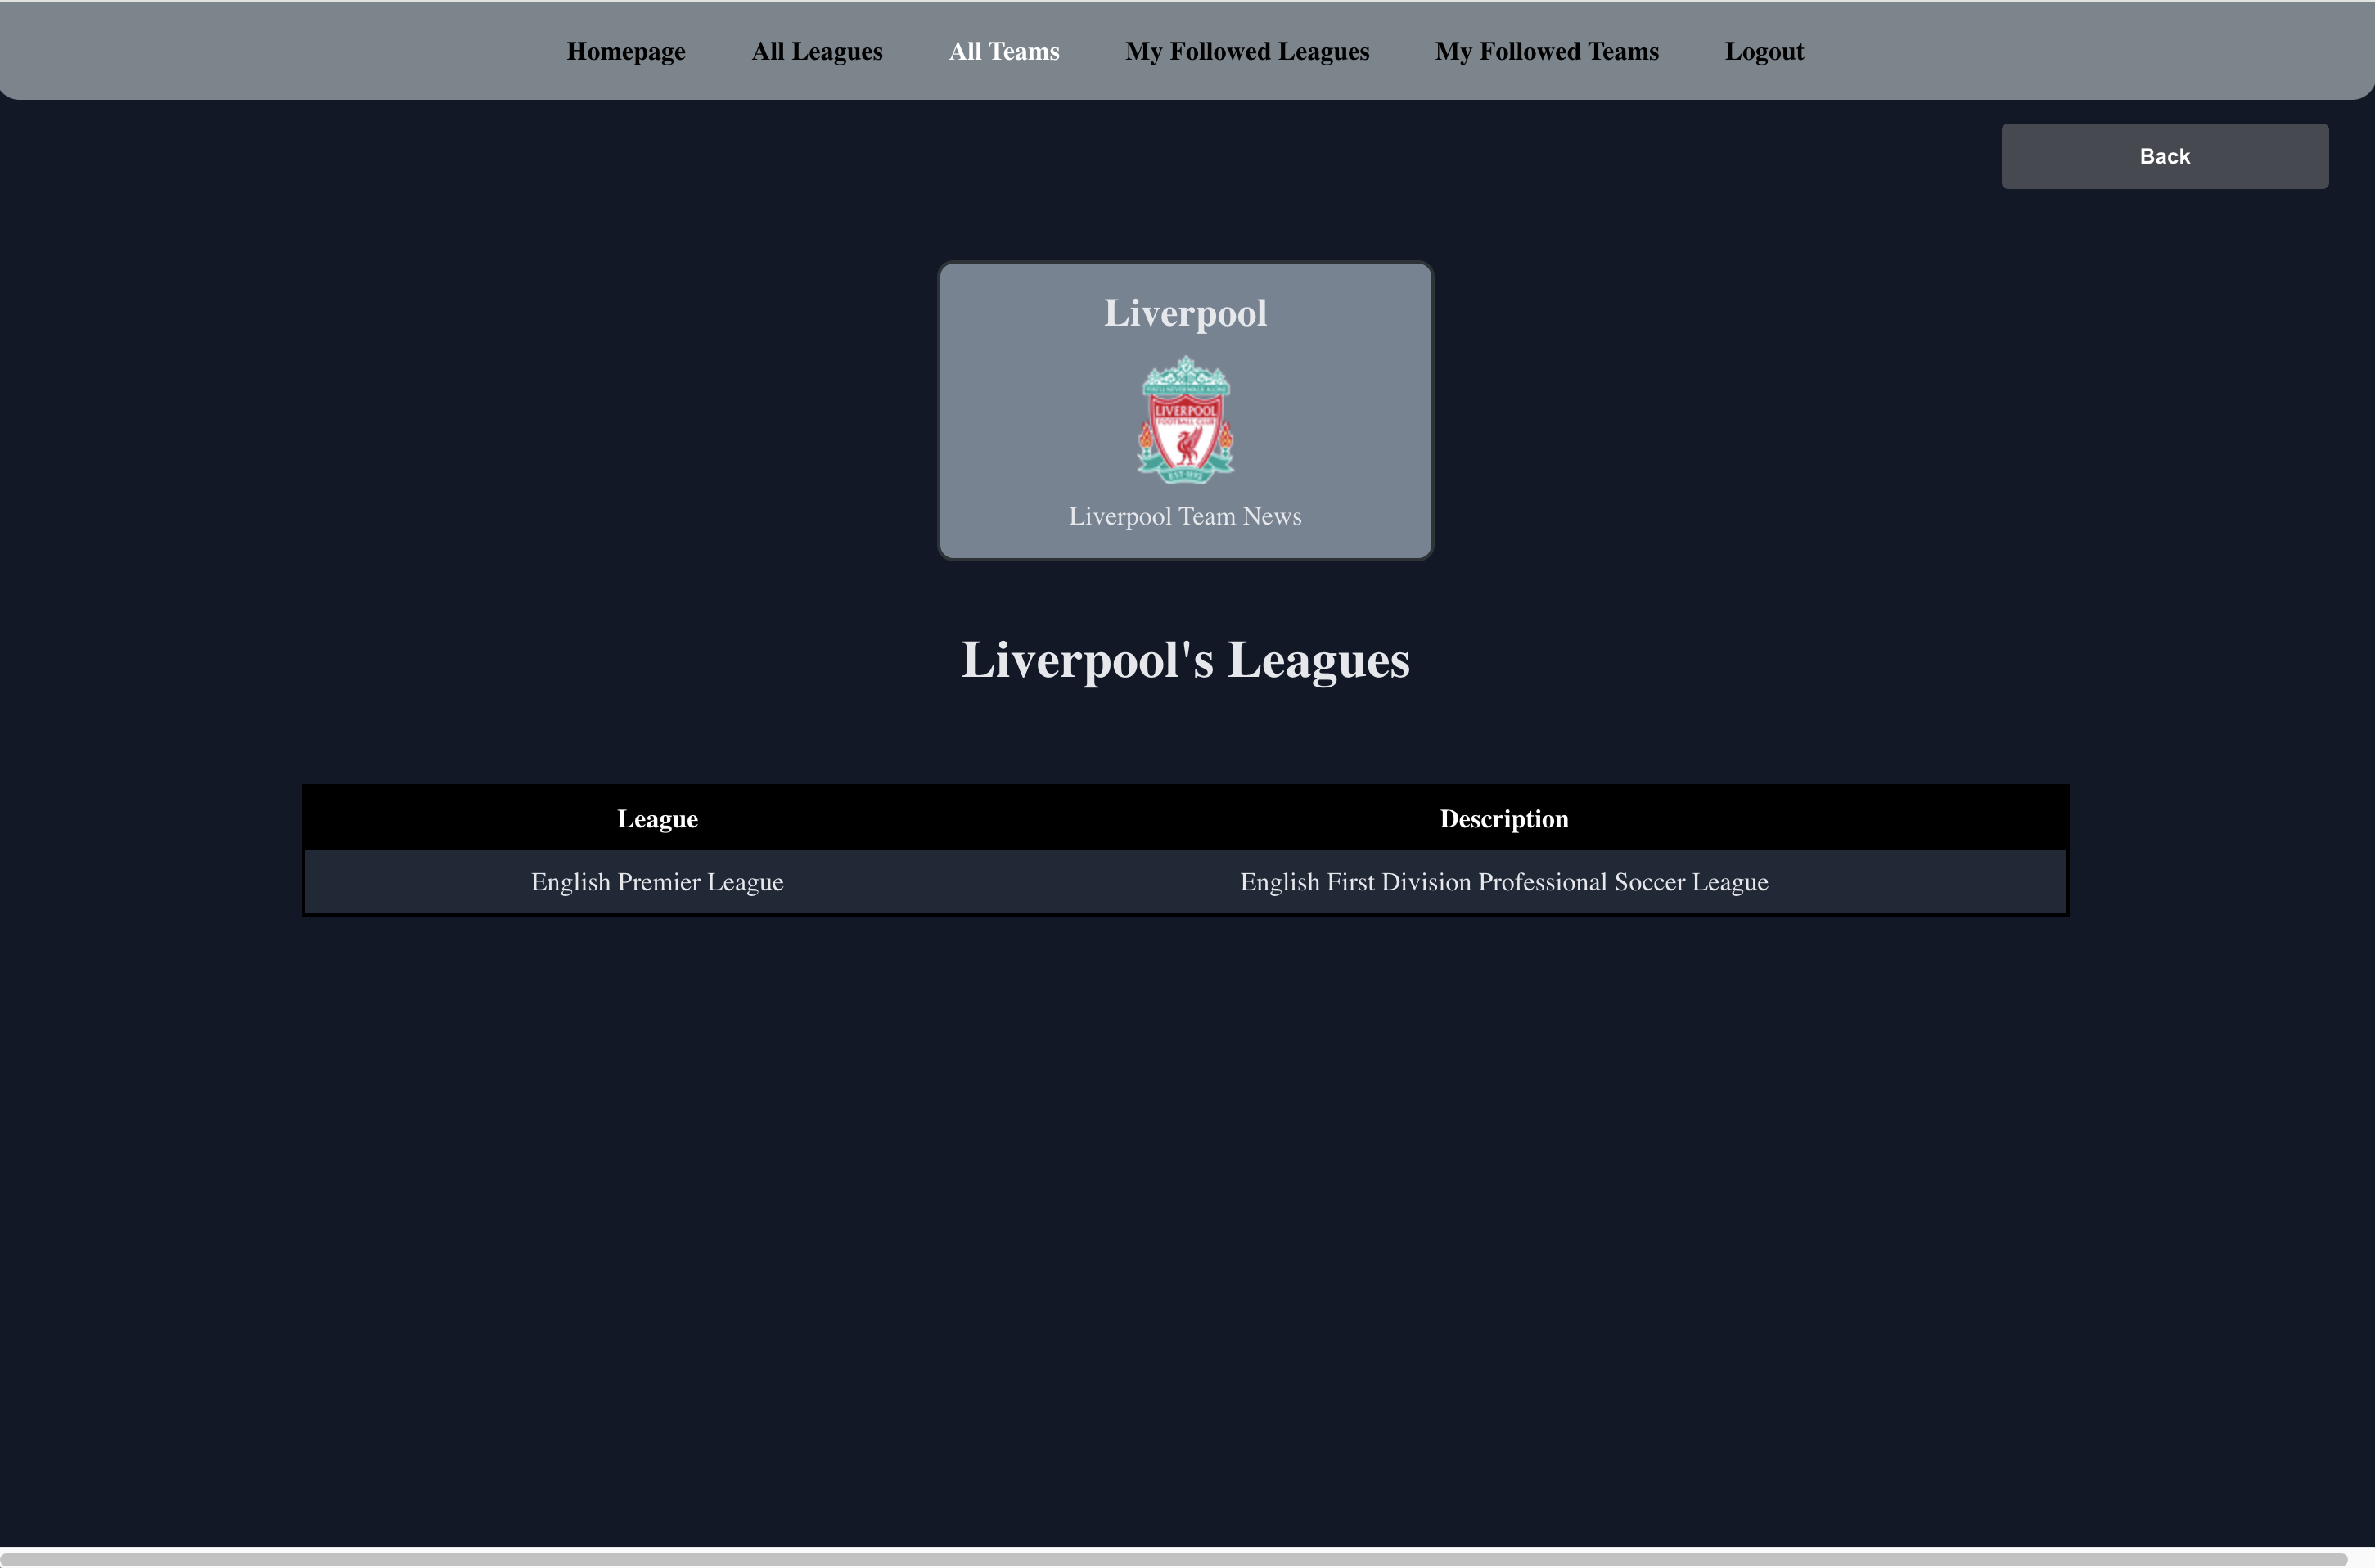 Homepage All Leagues All Teams My Followed Leagues My Followed Teams Logout
Back
Liverpool
YOU'LL NEVER WALK ALONE
LIVERPOOL
FOOTBALL CLUB
EST·1892
Liverpool Team News
Liverpool's Leagues
League Description
English Premier League English First Division Professional Soccer League